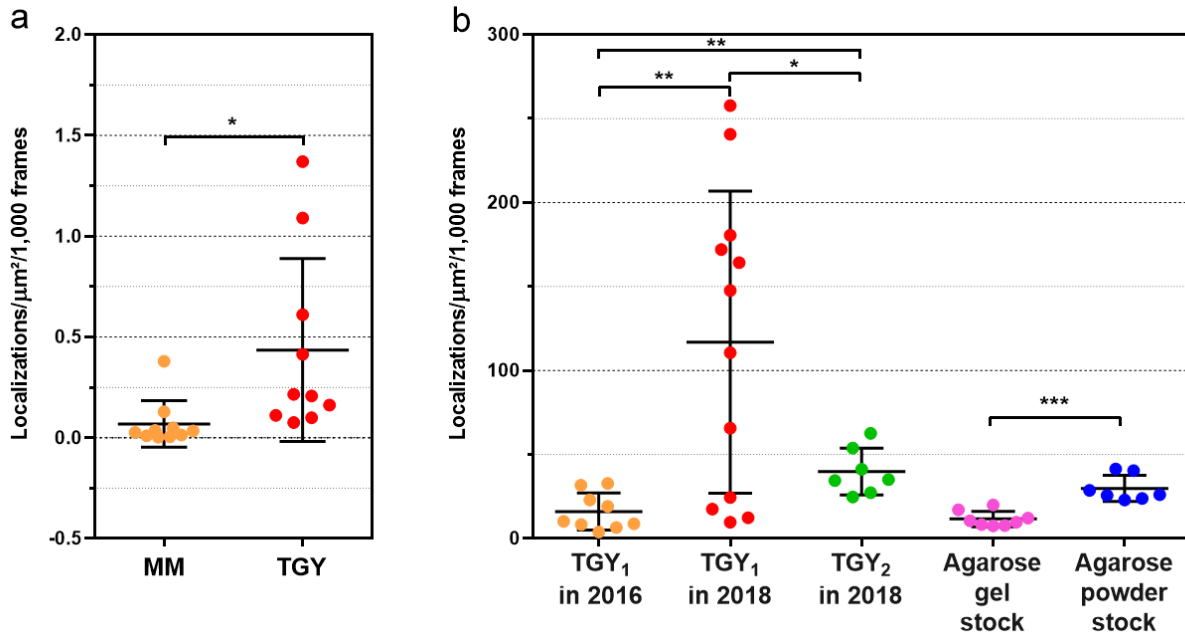 a
Localizations/μm²/1,000 frames
2.0
1.5
1.0
0.5
0.0
-0.5
*
MM
TGY
b
Localizations/μm²/1,000 frames
300
200
100
0
**
**
*
***
TGY₁
in 2016
TGY₁
in 2018
TGY₂
in 2018
Agarose
gel
stock
Agarose
powder
stock